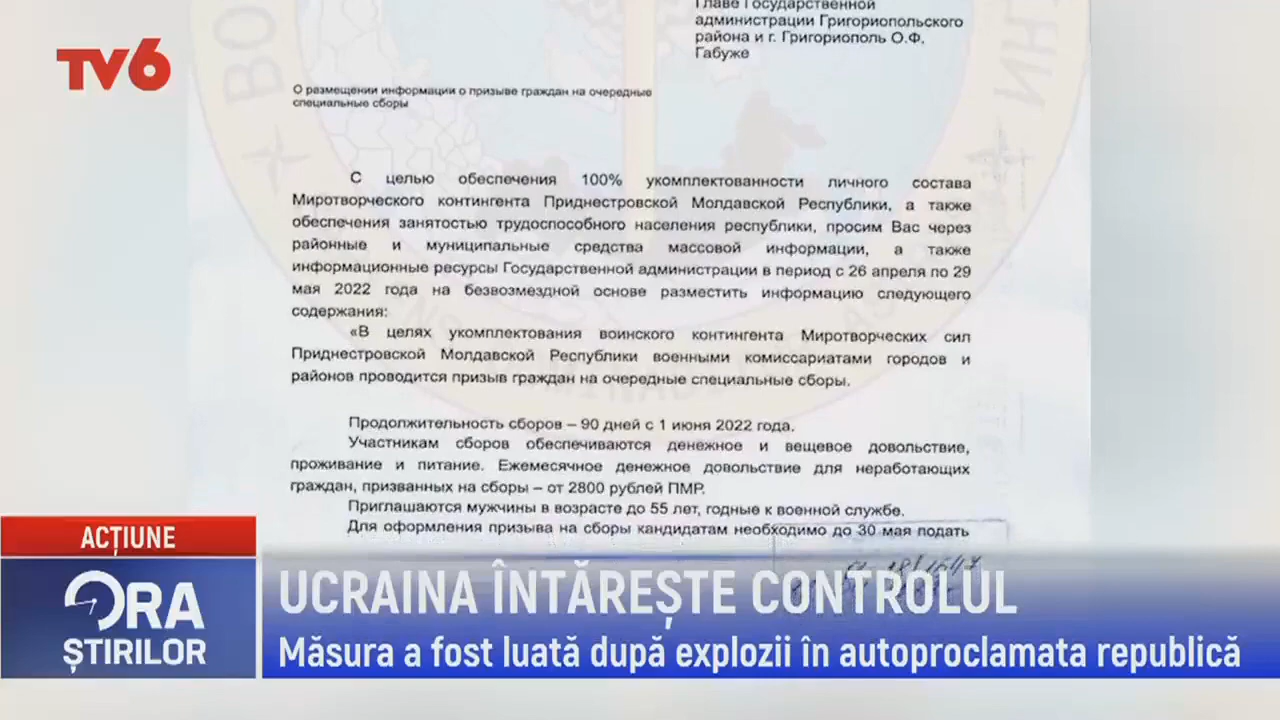 Главе Государственной
администрации Григориопольского
района и г. Григориополь О.Ф.
Габуже
TV6
О размещении информации о призыве граждан на очередные
специальные сборы
С целью обеспечения 100% укомплектованности личного состава
Миротворческого контингента Приднестровской Молдавской Республики, а также
обеспечения занятостью трудоспособного населения республики, просим Вас через
районные и муниципальные средства массовой информации, а также
информационные ресурсы Государственной администрации в период с 26 апреля по 29
мая 2022 года на безвозмездной основе разместить информацию следующего
содержания:
«В целях укомплектования воинского контингента Миротворческих сил
Приднестровской Молдавской Республики военными комиссариатами городов и
районов проводится призыв граждан на очередные специальные сборы.
Продолжительность сборов – 90 дней с 1 июня 2022 года.
Участникам сборов обеспечиваются денежное и вещевое довольствие,
проживание и питание. Ежемесячное денежное довольствие для неработающих
граждан, призванных на сборы – от 2800 рублей ПМР.
Приглашаются мужчины в возрасте до 55 лет, годные к военной службе.
Для оформления призыва на сборы кандидатам необходимо до 30 мая подать
ACȚIUNE
ORA
ȘTIRILOR
UCRAINA ÎNTĂREȘTE CONTROLUL
Măsura a fost luată după explozii în autoproclamata republică